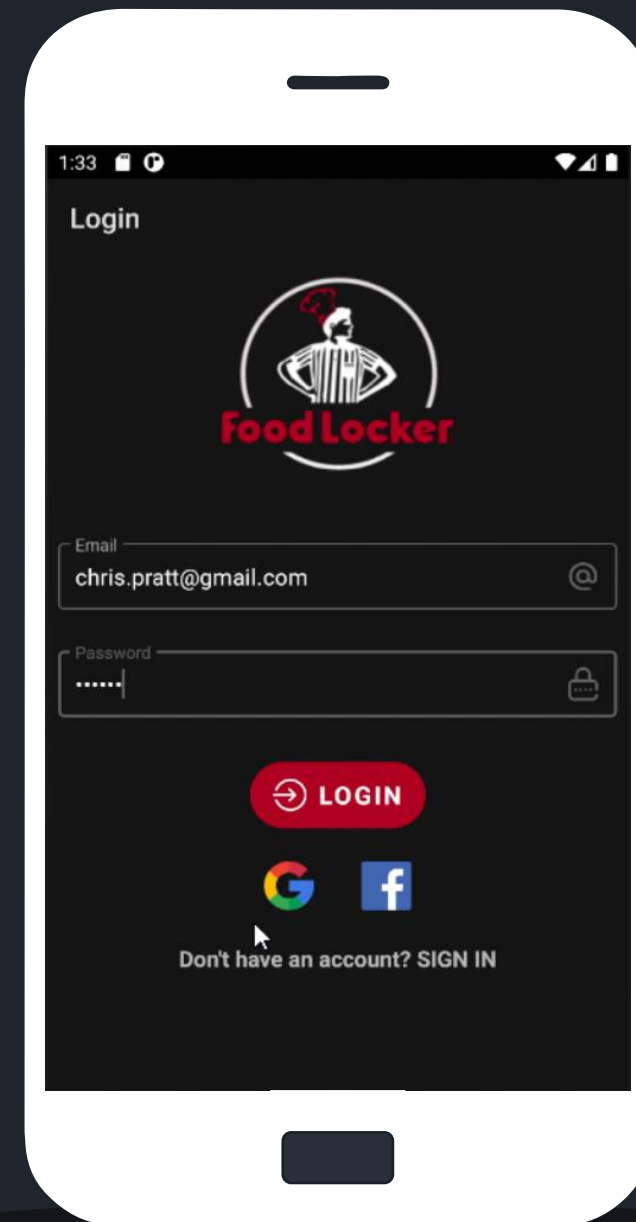 1:33
Login
Food Locker
Email
chris.pratt@gmail.com
@
Password
••••••
LOGIN
G f
Don't have an account? SIGN IN